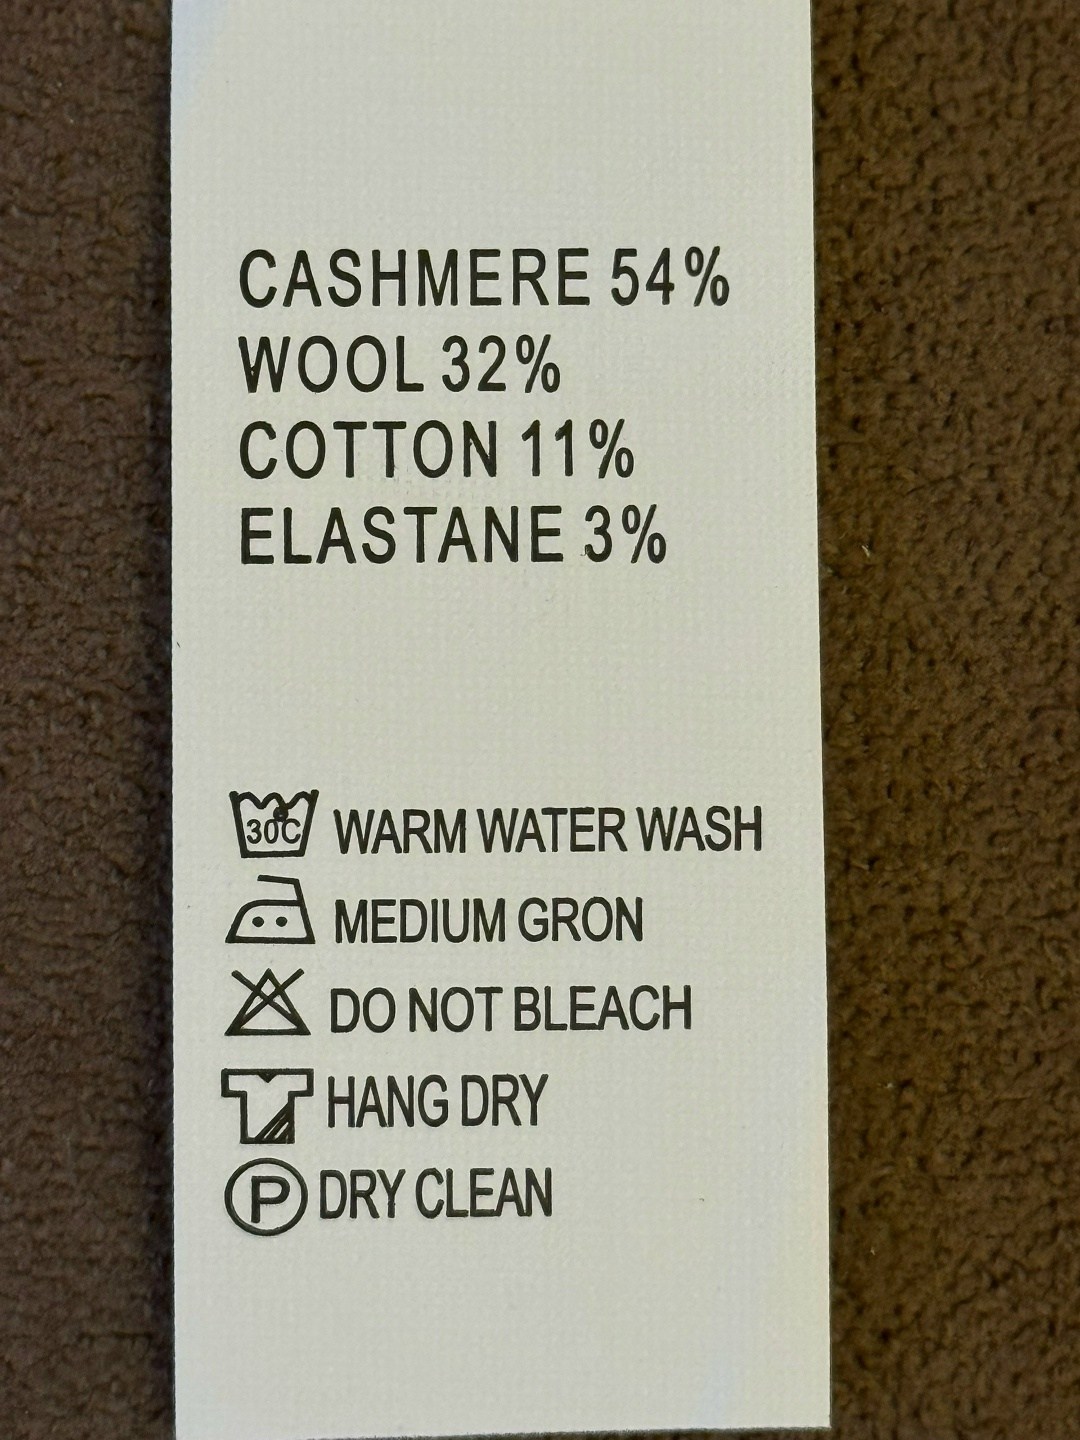 CASHMERE 54%
WOOL 32%
COTTON 11%
ELASTANE 3%
30C WARM WATER WASH
MEDIUM GRON
DO NOT BLEACH
HANG DRY
P DRY CLEAN